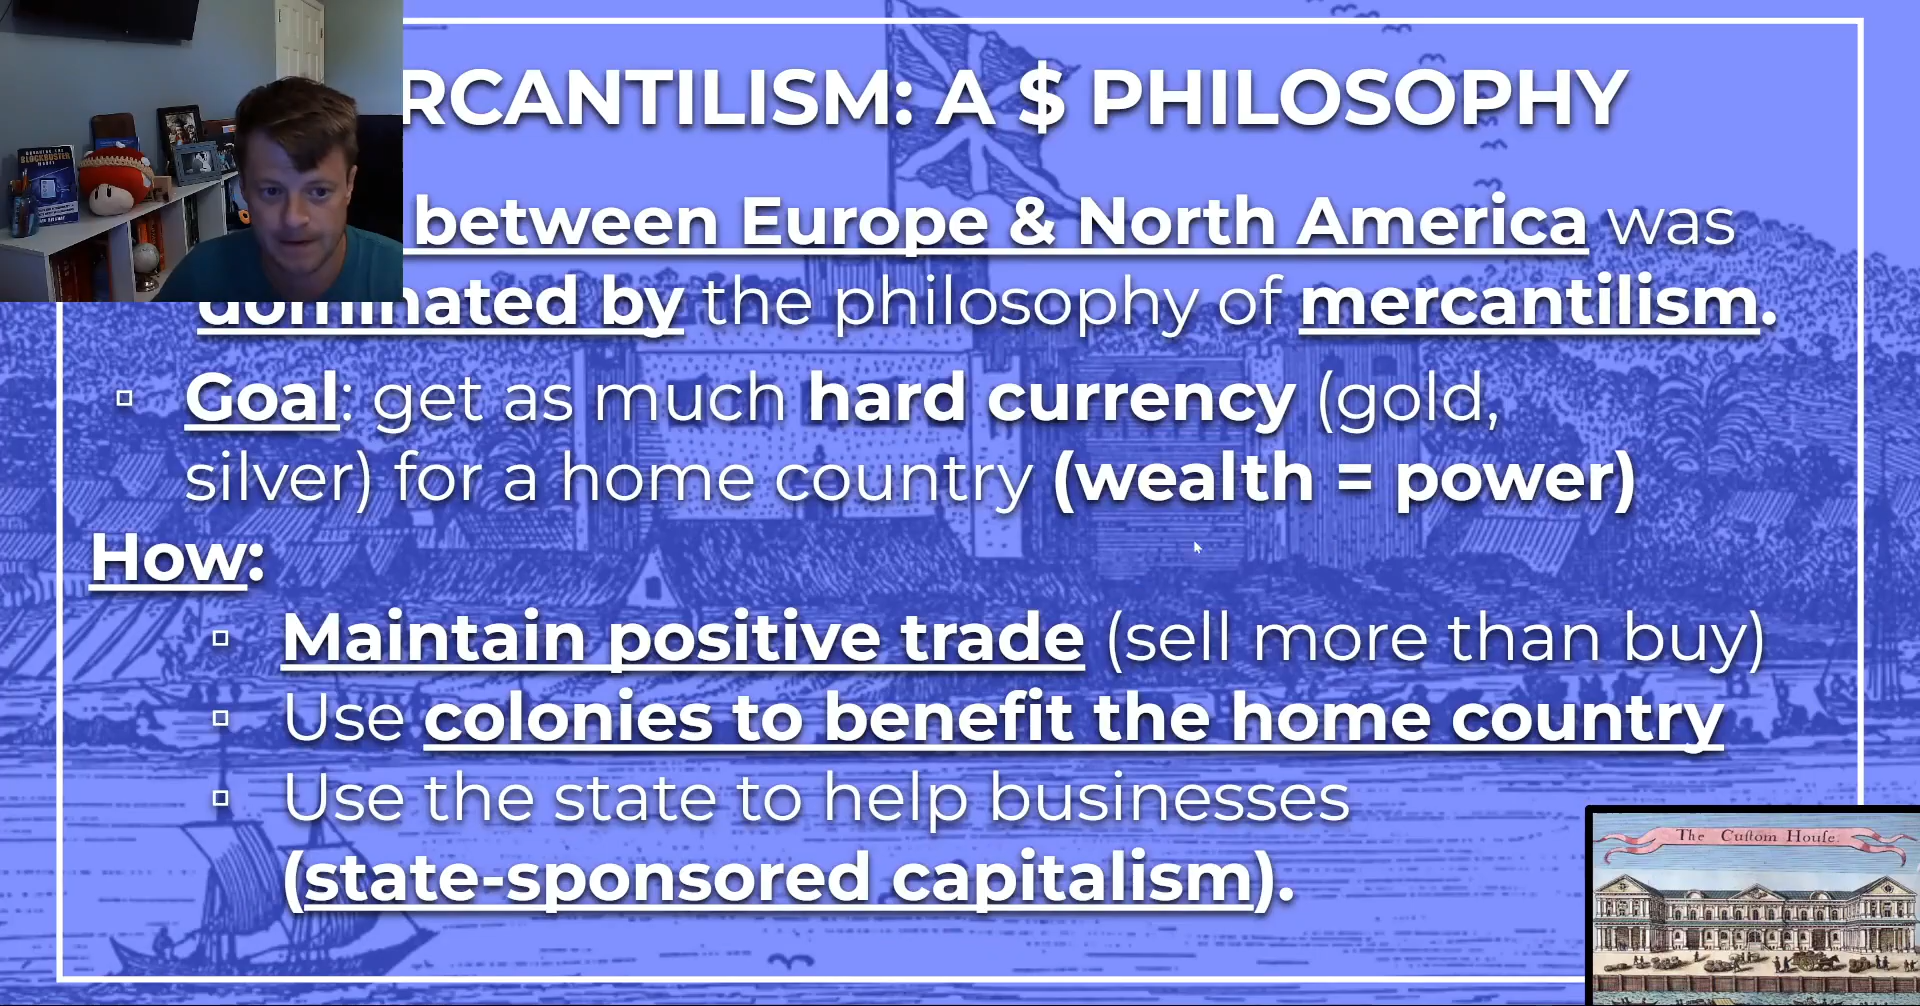 RCANTILISM: A $ PHILOSOPHY
between Europe & North America was
dominated by the philosophy of mercantilism.
Goal: get as much hard currency (gold,
silver) for a home country (wealth = power)
How:
Maintain positive trade (sell more than buy)
Use colonies to benefit the home country
Use the state to help businesses
(state-sponsored capitalism).
The Cuſtom Houſe.
BLOCKBUSTER